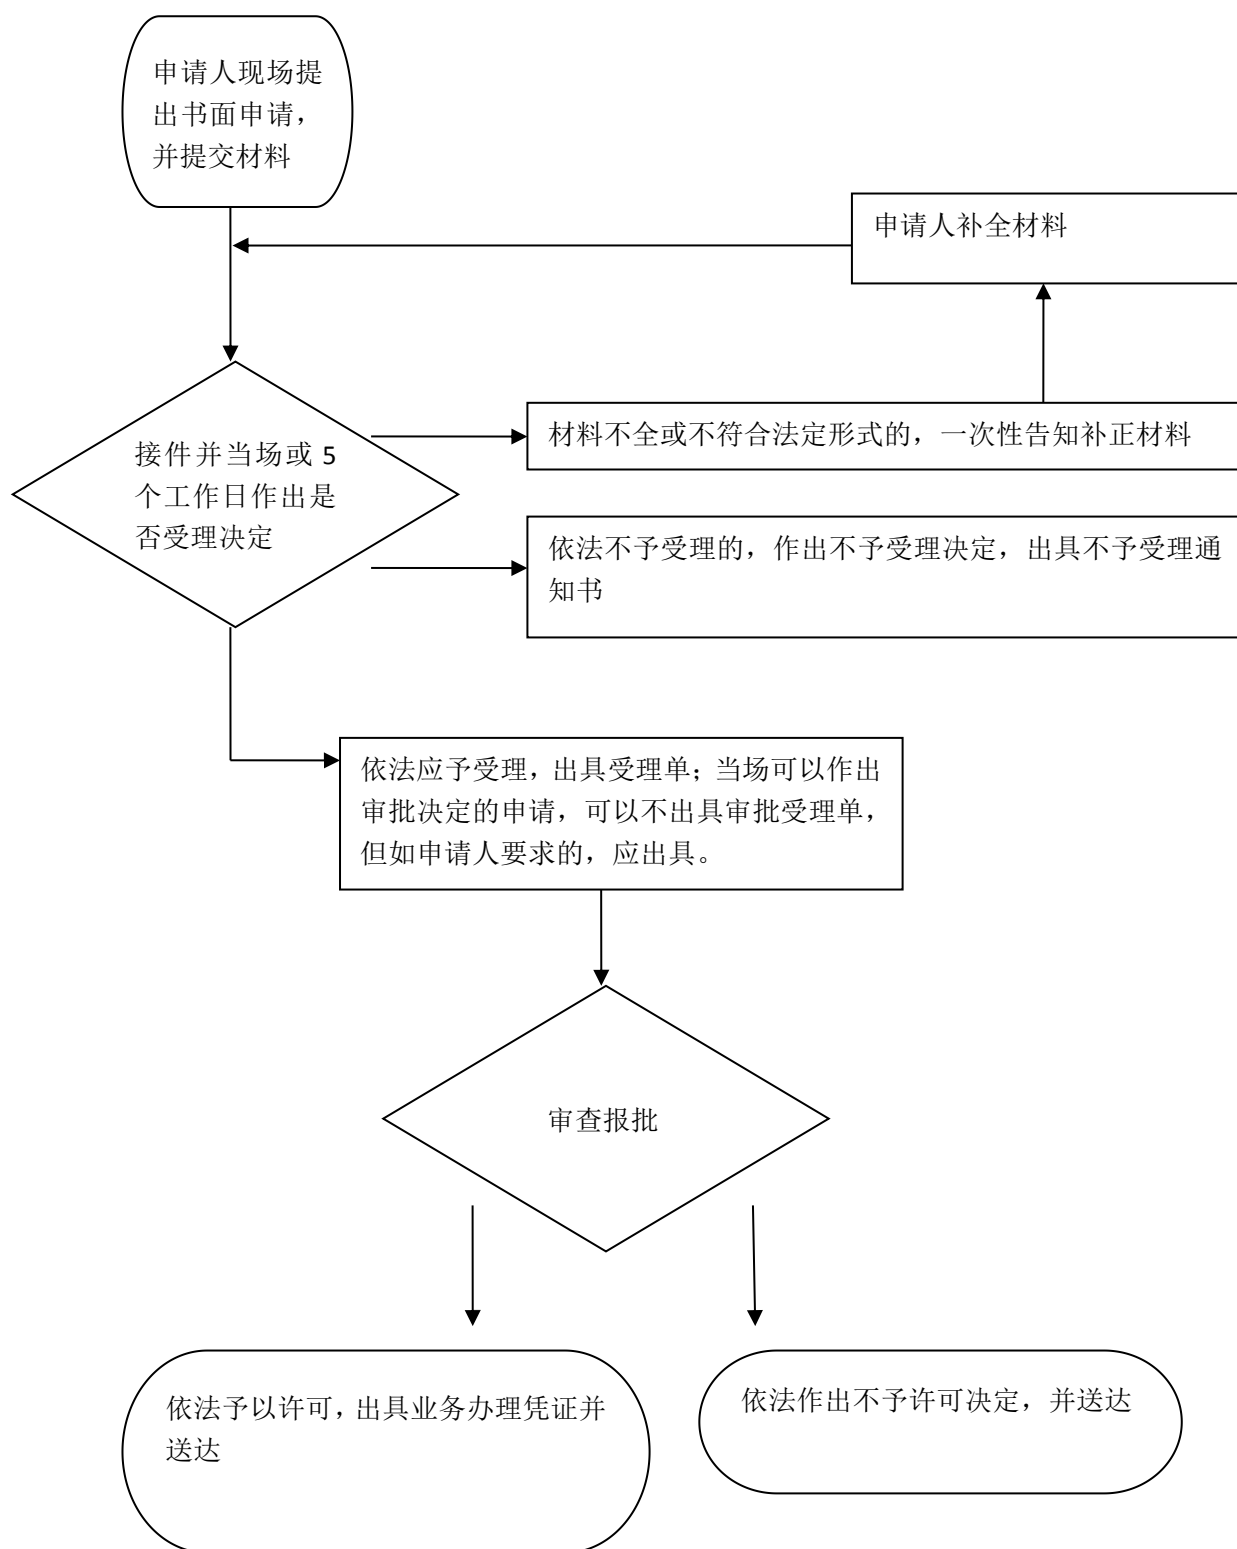 申请人现场提
出书面申请，
并提交材料
申请人补全材料
材料不全或不符合法定形式的，一次性告知补正材料
接件并当场或 5
个工作日作出是
否受理决定
依法不予受理的，作出不予受理决定，出具不予受理通
知书
依法应予受理，出具受理单；当场可以作出
审批决定的申请，可以不出具审批受理单，
但如申请人要求的，应出具。
审查报批
依法予以许可，出具业务办理凭证并
送达
依法作出不予许可决定，并送达